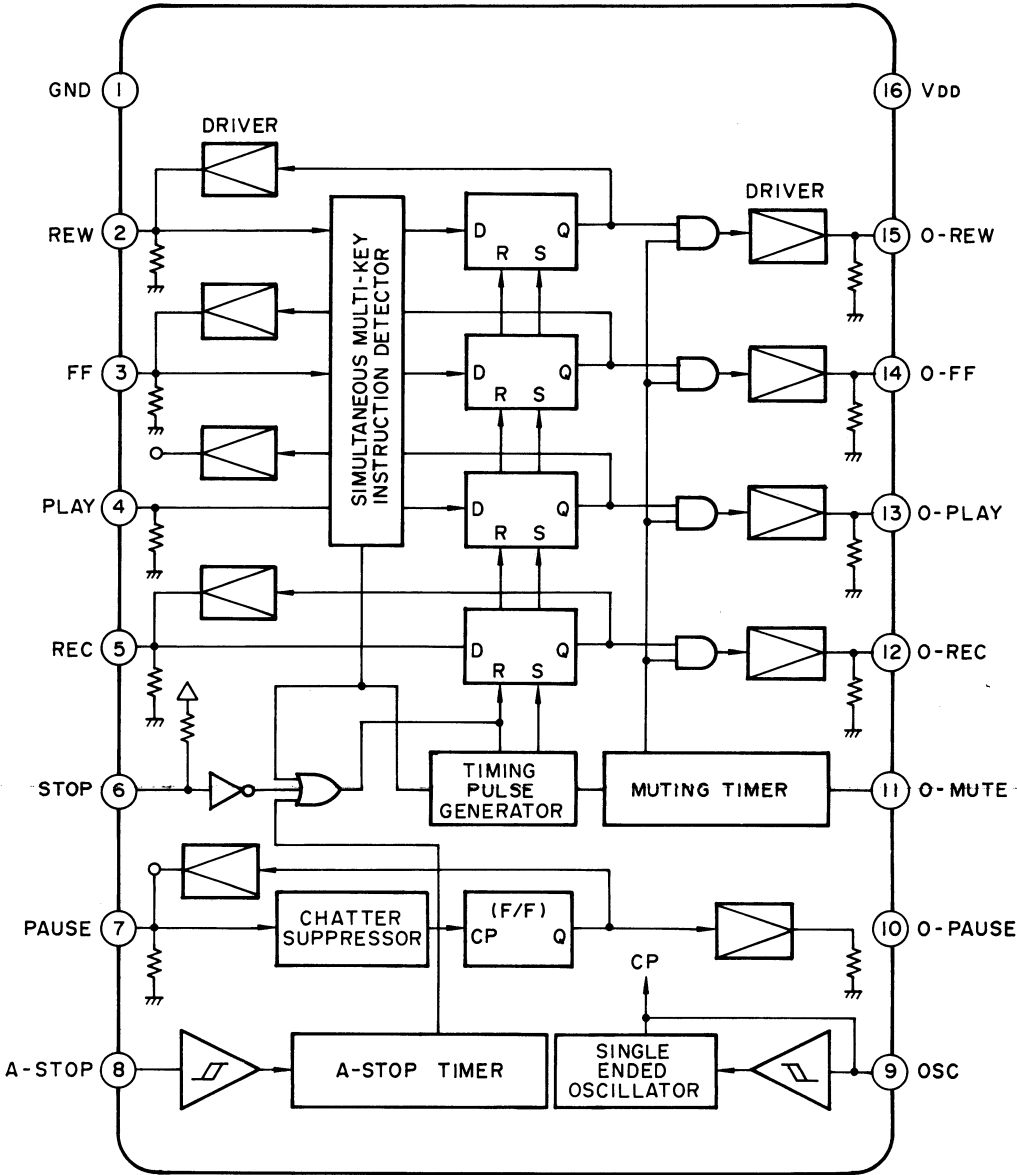 GND 1
16 VDD
DRIVER
DRIVER
REW 2
D Q
R S
15 O-REW
SIMULTANEOUS MULTI-KEY
INSTRUCTION DETECTOR
FF 3
D Q
R S
14 O-FF
PLAY 4
D Q
R S
13 O-PLAY
REC 5
D Q
R S
12 O-REC
STOP 6
TIMING
PULSE
GENERATOR
MUTING TIMER
11 O-MUTE
PAUSE 7
CHATTER
SUPPRESSOR
(F/F)
CP Q
10 O-PAUSE
CP
A-STOP 8
A-STOP TIMER
SINGLE
ENDED
OSCILLATOR
9 OSC